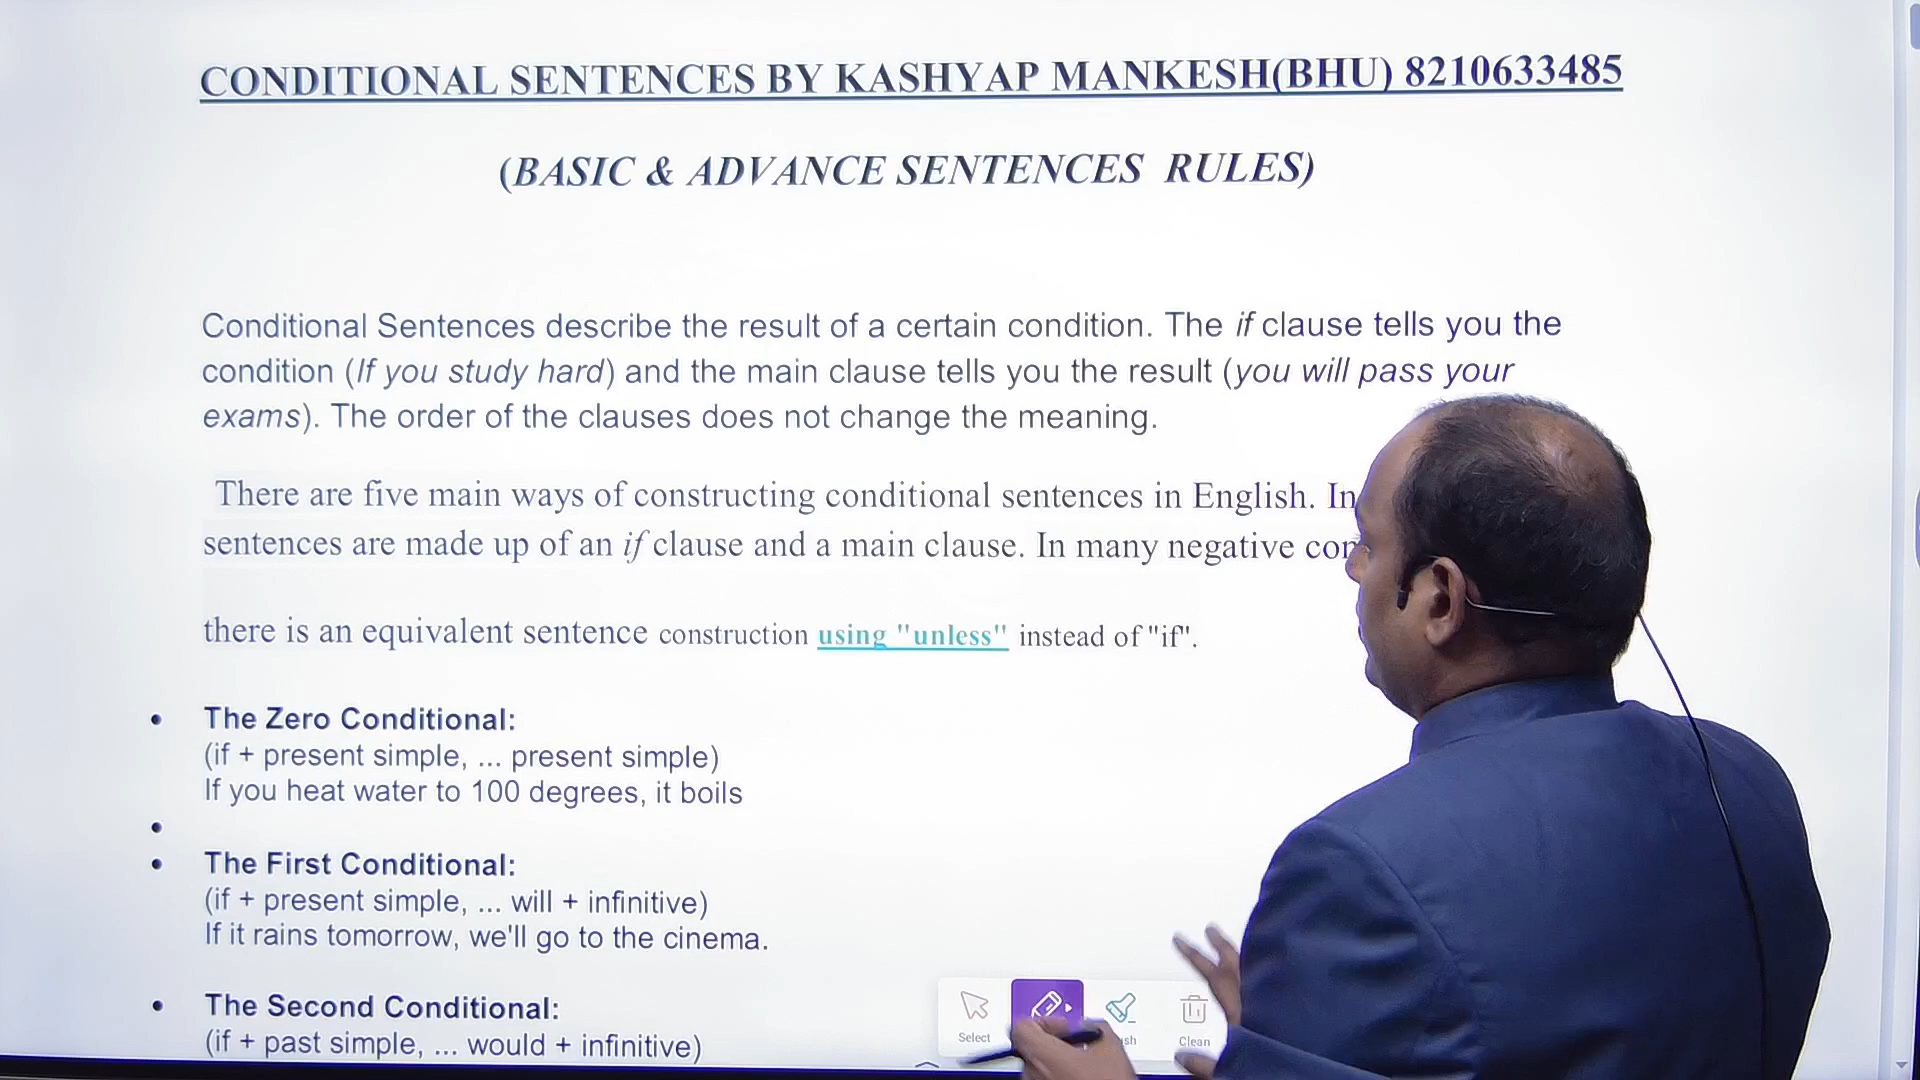 CONDITIONAL SENTENCES BY KASHYAP MANKESH(BHU) 8210633485
(BASIC & ADVANCE SENTENCES RULES)
Conditional Sentences describe the result of a certain condition. The if clause tells you the
condition (If you study hard) and the main clause tells you the result (you will pass your
exams). The order of the clauses does not change the meaning.
There are five main ways of constructing conditional sentences in English. In
sentences are made up of an if clause and a main clause. In many negative
there is an equivalent sentence construction using "unless" instead of "if".
• The Zero Conditional:
(if + present simple, ... present simple)
If you heat water to 100 degrees, it boils
•
• The First Conditional:
(if + present simple, ... will + infinitive)
If it rains tomorrow, we'll go to the cinema.
• The Second Conditional:
(if + past simple, ... would + infinitive)
Select Clean